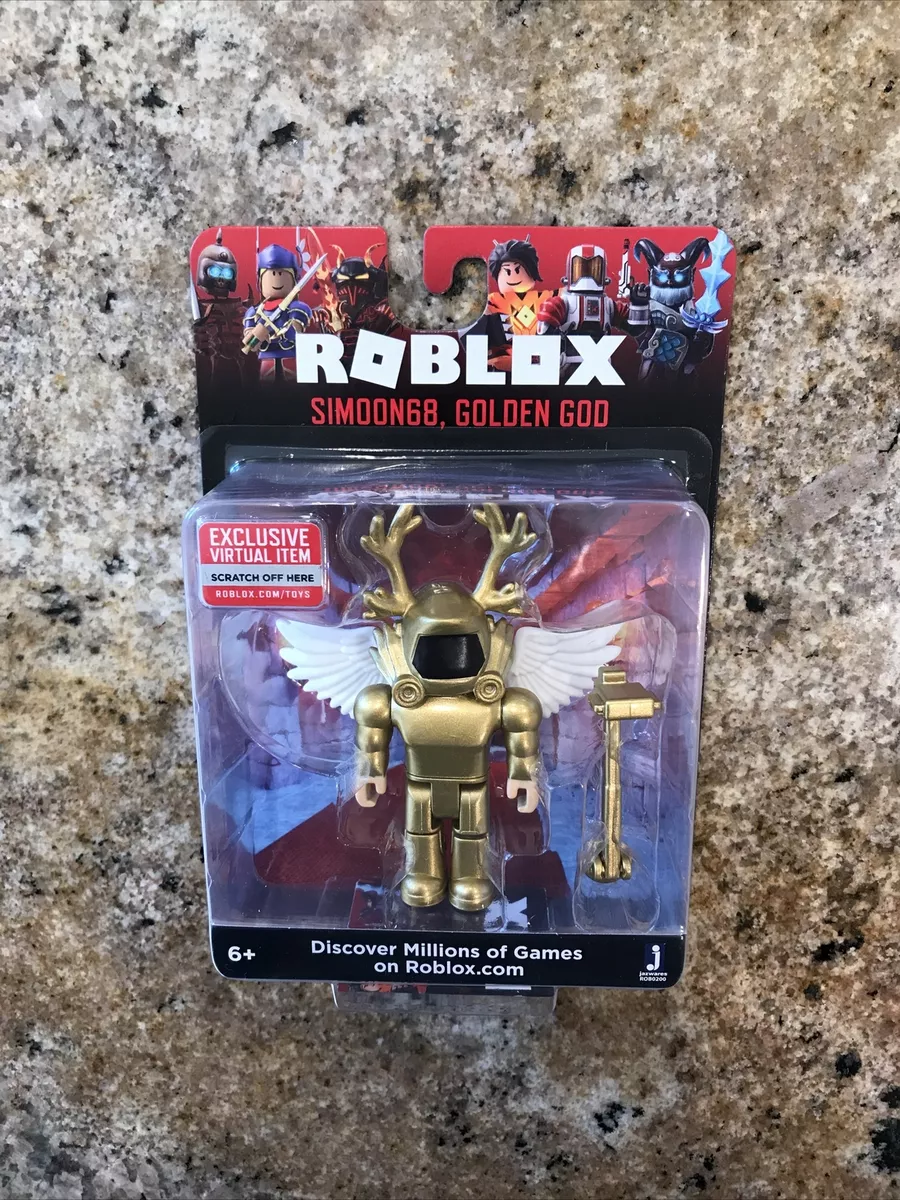 ROBLOX
SIMOON68, GOLDEN GOD
EXCLUSIVE
VIRTUAL ITEM
SCRATCH OFF HERE
ROBLOX.COM/TOYS
6+
Discover Millions of Games
on Roblox.com
jazwares
ROB0200